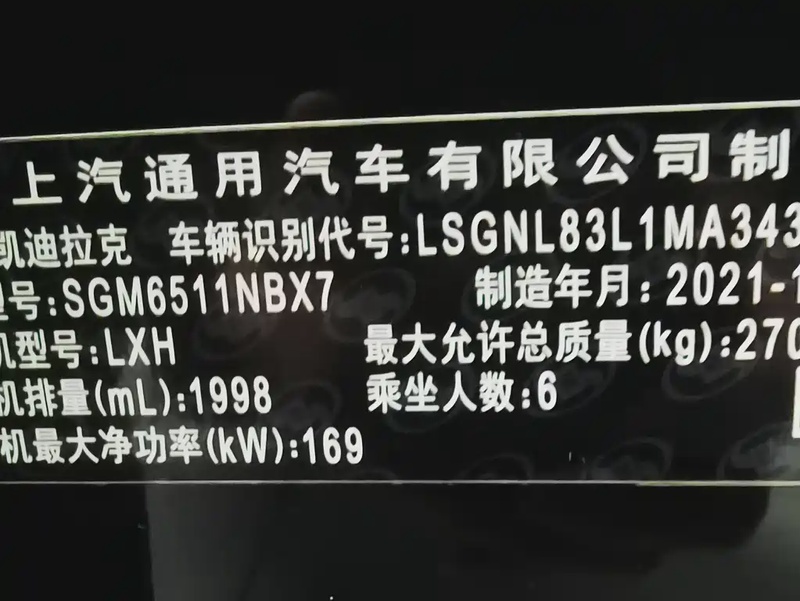 上汽通用汽车有限公司制
凯迪拉克 车辆识别代号:LSGNL83L1MA343
型号:SGM6511NBX7 制造年月:2021-1
机型号:LXH 最大允许总质量(kg):270
机排量(mL):1998 乘坐人数:6
机最大净功率(kW):169